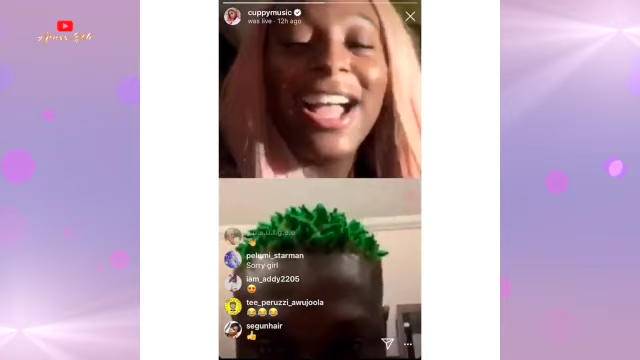 cuppymusic
was live · 12h ago
pelumi_starman
Sorry girl
iam_addy2205
😍
tee_peruzzi_awujoola
😂😂😂
segunhair
👍